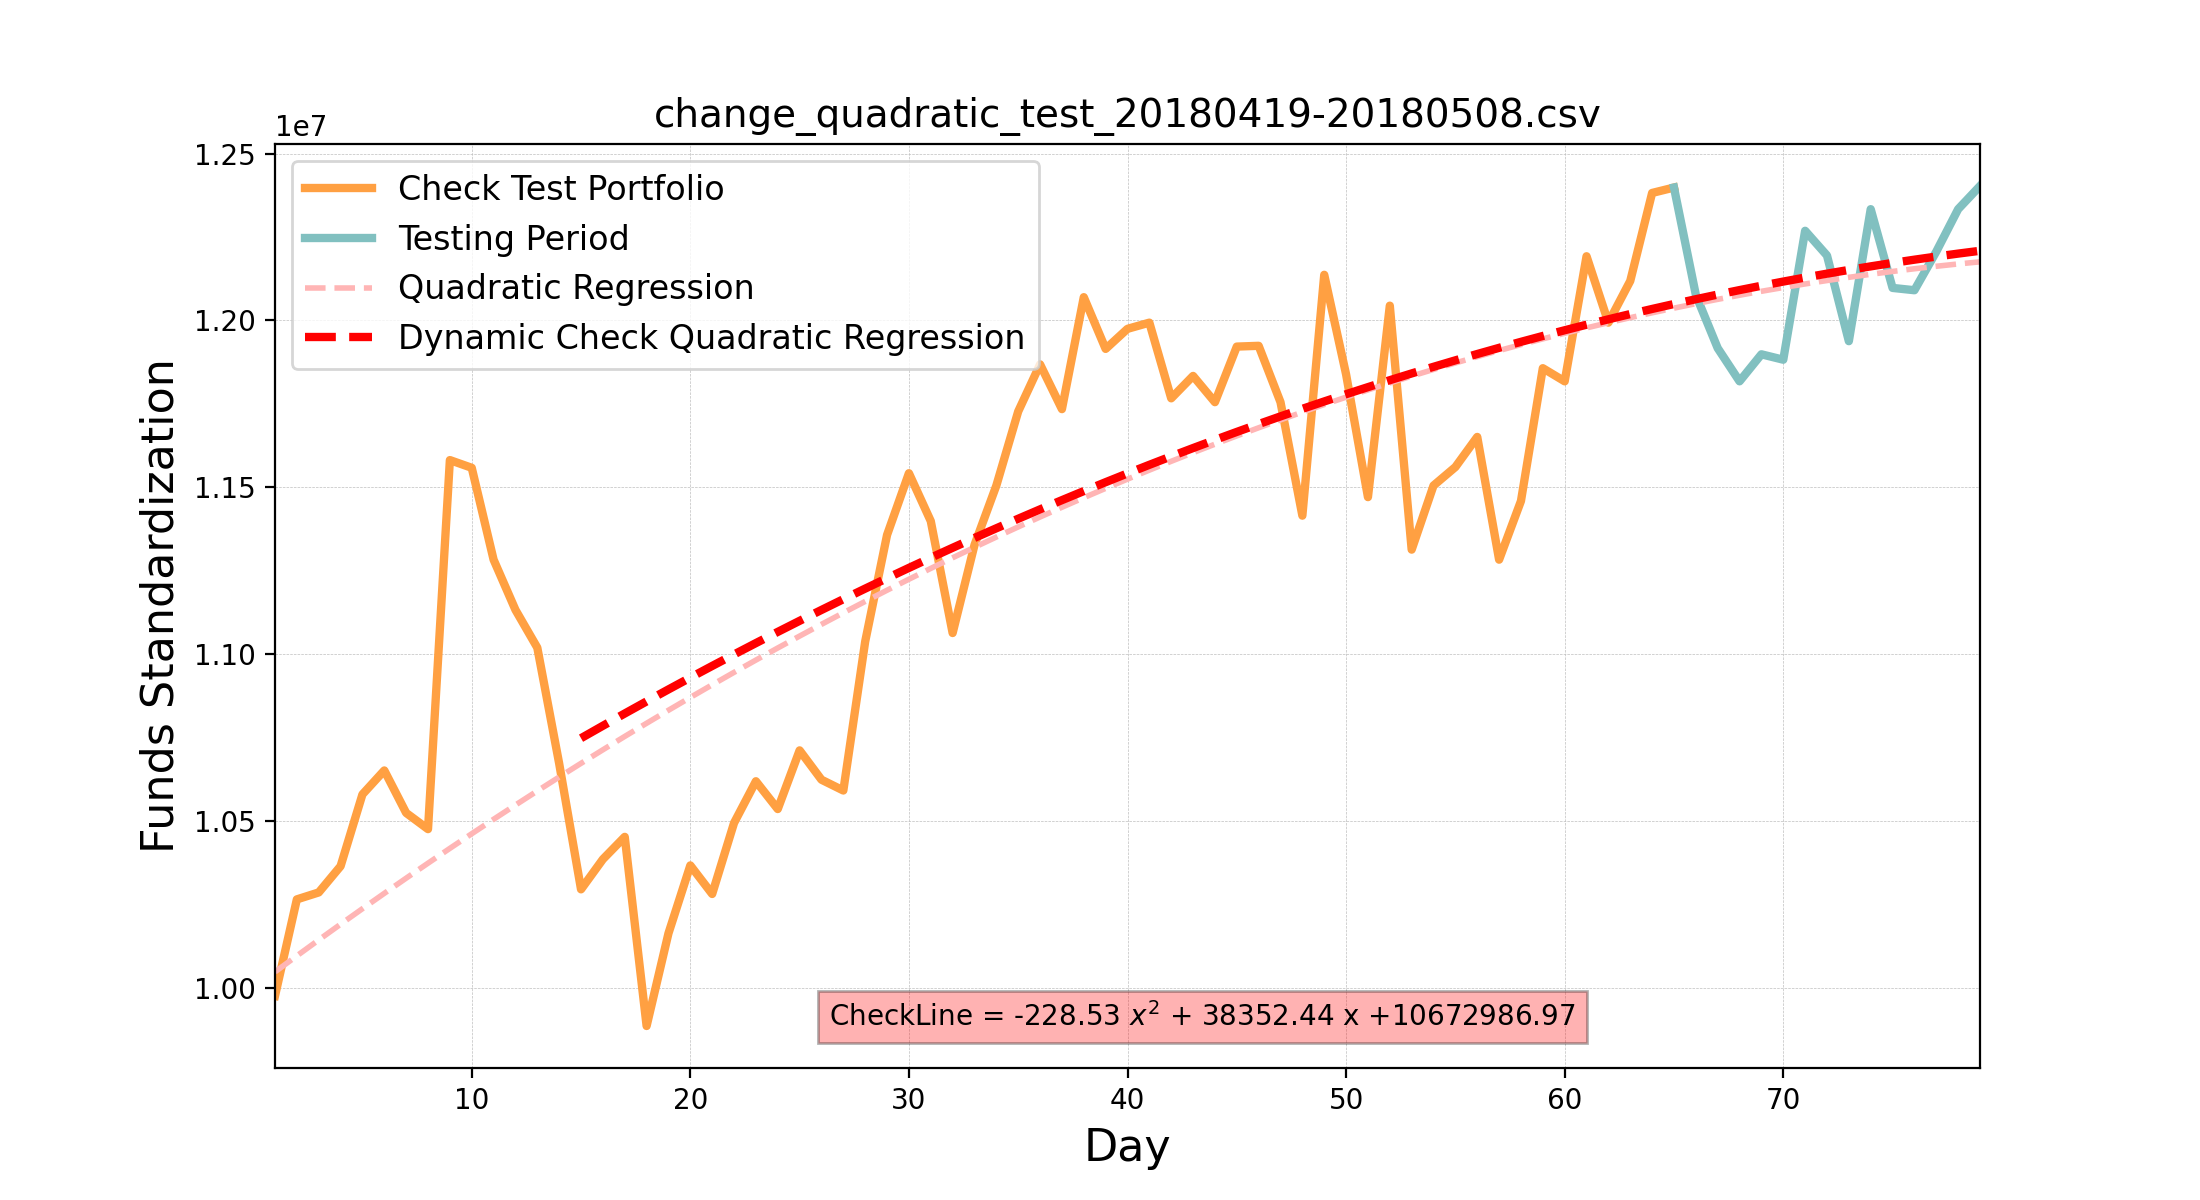 change_quadratic_test_20180419-20180508.csv
1e7
1.25
1.20
1.15
1.10
1.05
1.00
Funds Standardization
Check Test Portfolio
Testing Period
Quadratic Regression
Dynamic Check Quadratic Regression
CheckLine = -228.53 x² + 38352.44 x +10672986.97
10 20 30 40 50 60 70
Day